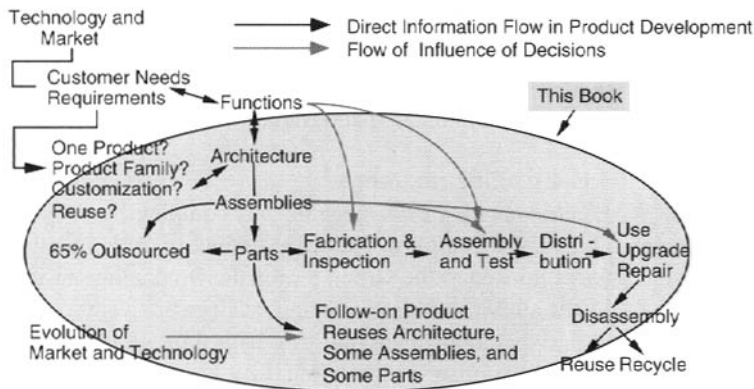 Technology and
Market
Direct Information Flow in Product Development
Flow of Influence of Decisions
Customer Needs
Requirements
Functions
This Book
One Product?
Product Family?
Customization?
Reuse?
Architecture
Assemblies
65% Outsourced
Parts
Fabrication &
Inspection
Assembly
and Test
Distri -
bution
Use
Upgrade
Repair
Follow-on Product
Reuses Architecture,
Some Assemblies, and
Some Parts
Evolution of
Market and Technology
Disassembly
Reuse Recycle